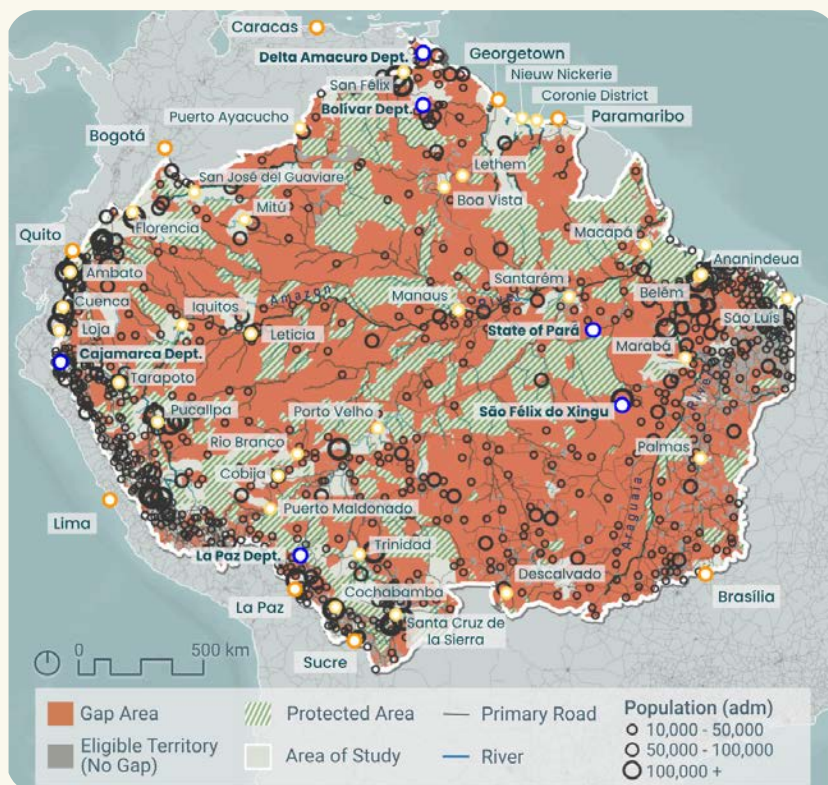 Caracas
Delta Amacuro Dept.
Georgetown
San Félix
Nieuw Nickerie
Coronie District
Bolívar Dept.
Puerto Ayacucho
Paramaribo
Bogotá
Lethem
San José del Guaviare
Boa Vista
Mitú
Florencia
Macapá
Quito
Ananindeua
Ambato
Santarém
Belém
Cuenca
Iquitos
Amazon
River
Manaus
São Luís
Loja
Leticia
State of Pará
Cajamarca Dept.
Marabá
Tarapoto
River
Pucallpa
Porto Velho
São Félix do Xingu
Rio Branco
Palmas
Cobija
Araguaia
Lima
Puerto Maldonado
La Paz Dept.
Trinidad
Descalvado
La Paz
Cochabamba
Brasília
Santa Cruz de
la Sierra
Sucre
0 500 km
Gap Area
Protected Area
Primary Road
Population (adm)
10,000 - 50,000
Eligible Territory
(No Gap)
Area of Study
River
50,000 - 100,000
100,000 +